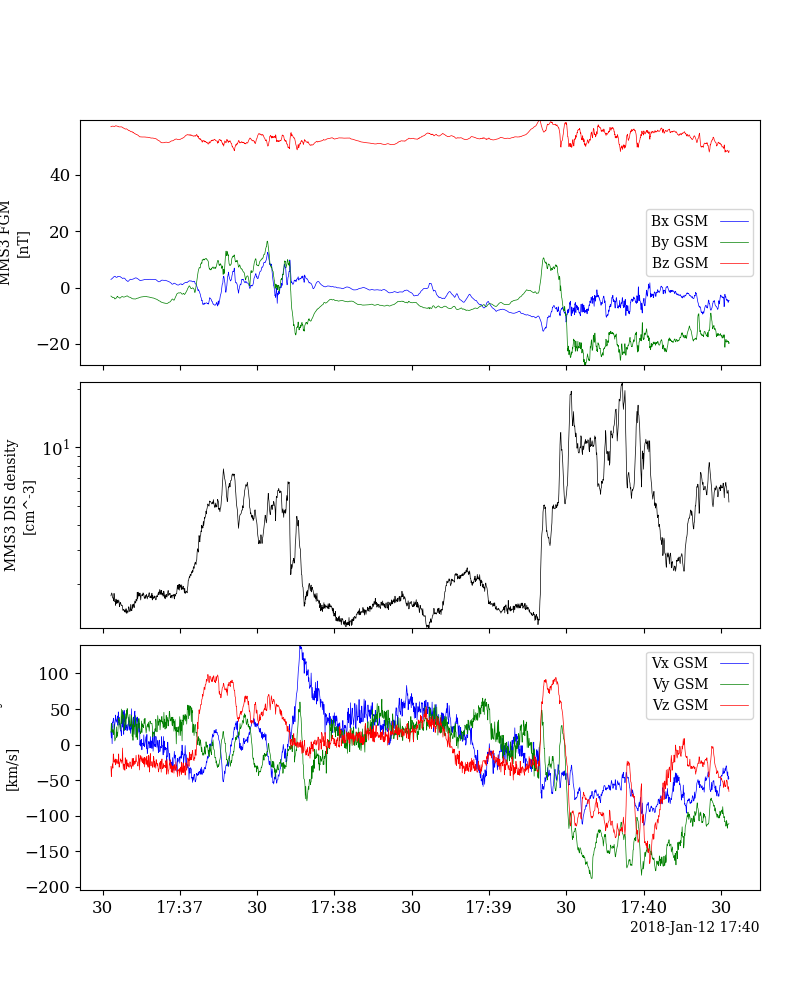 MMS3 FGM
[nT]
40
20
0
−20
Bx GSM
By GSM
Bz GSM
MMS3 DIS density
[cm^-3]
10^1
[km/s]
100
50
0
−50
−100
−150
−200
Vx GSM
Vy GSM
Vz GSM
30 17:37 30 17:38 30 17:39 30 17:40 30
2018-Jan-12 17:40